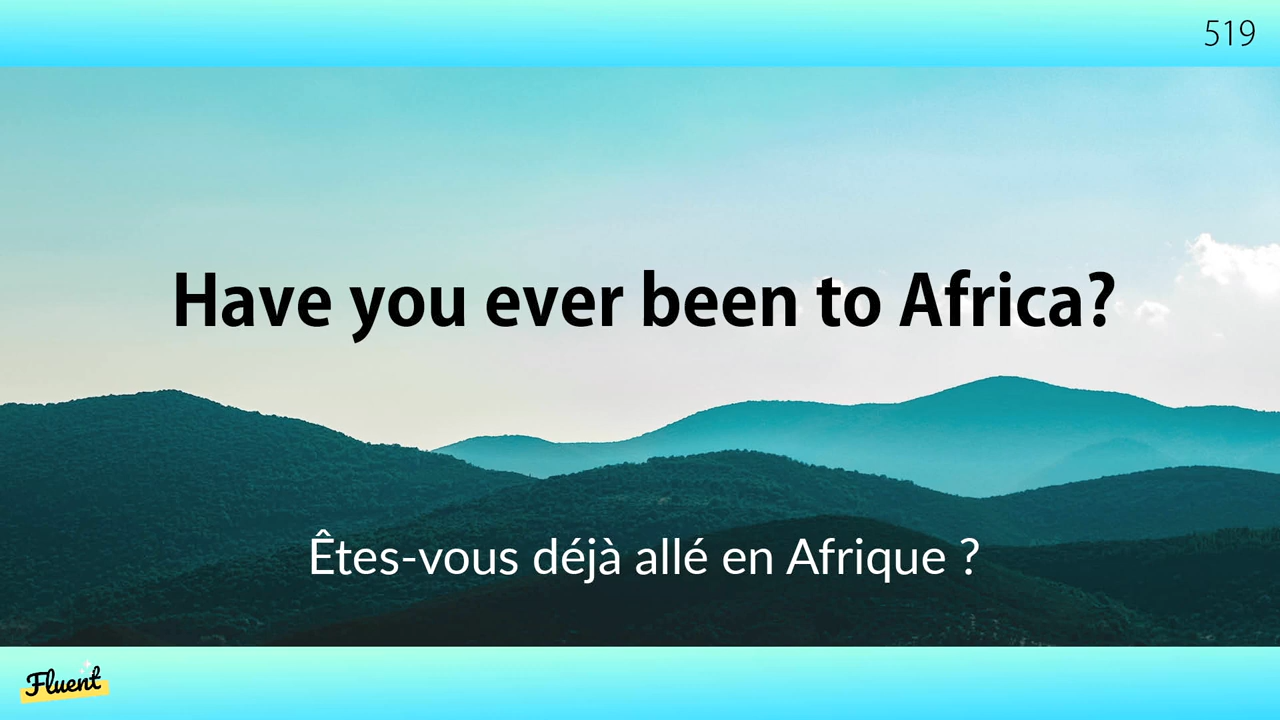 519
Have you ever been to Africa?
Êtes-vous déjà allé en Afrique ?
Fluent